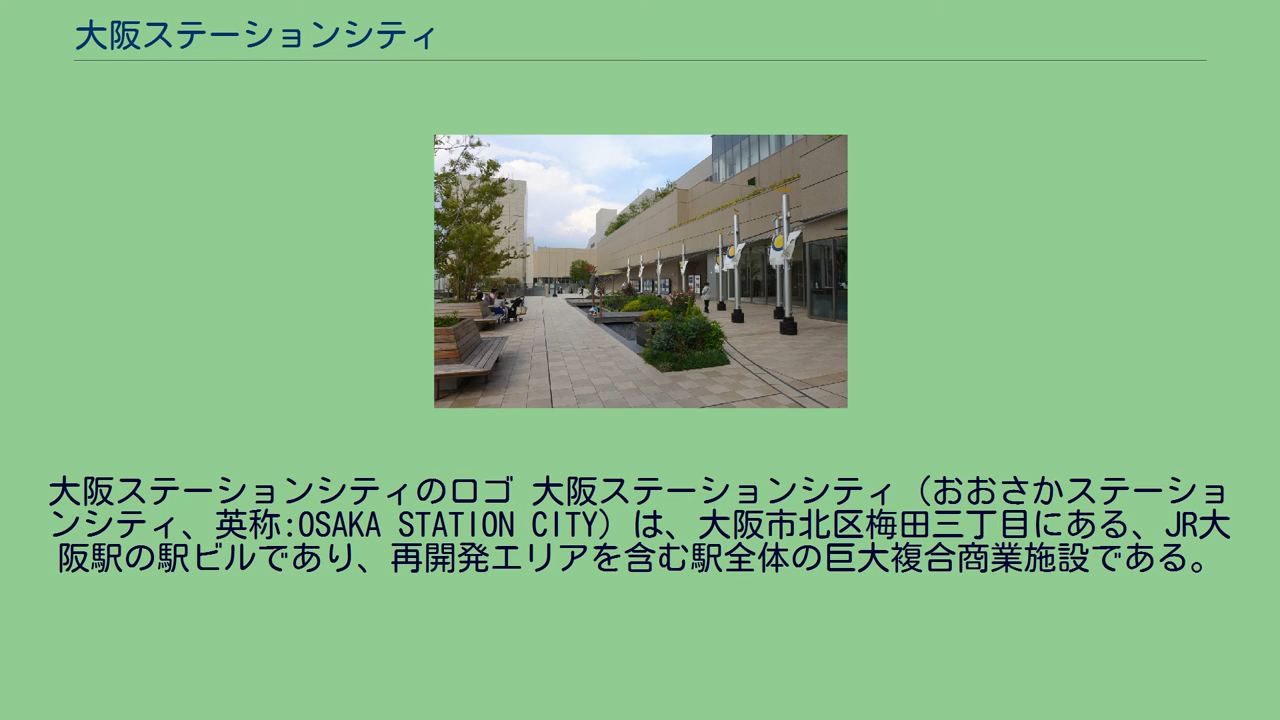 大阪ステーションシティ
大阪ステーションシティのロゴ 大阪ステーションシティ（おおさかステーショ
ンシティ、英称:OSAKA STATION CITY）は、大阪市北区梅田三丁目にある、JR大
阪駅の駅ビルであり、再開発エリアを含む駅全体の巨大複合商業施設である。